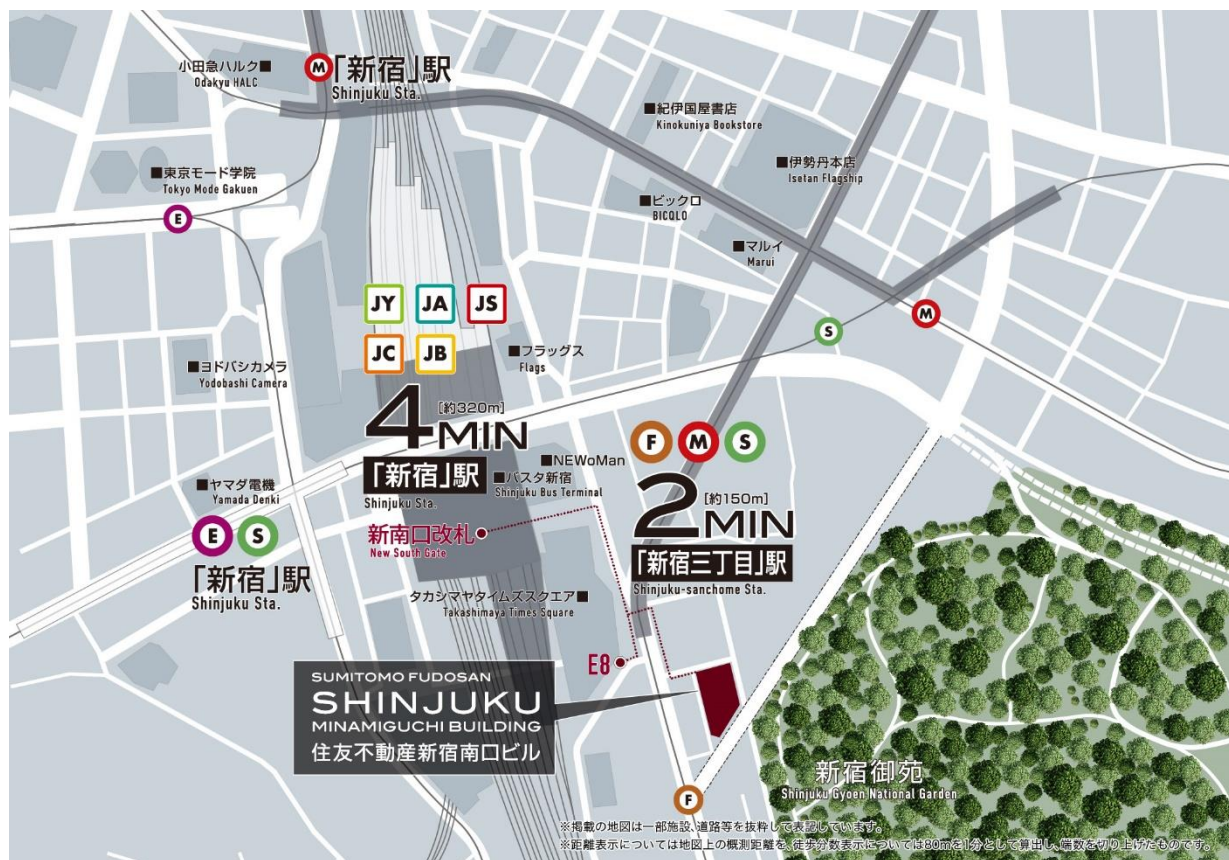 小田急ハルク■
Odakyu HALC
M
「新宿」駅
Shinjuku Sta.
■紀伊国屋書店
Kinokuniya Bookstore
■伊勢丹本店
Isetan Flagship
■東京モード学院
Tokyo Mode Gakuen
E
■ビックロ
BICQLO
■マルイ
Marui
JY
JA
JS
JC
JB
S
M
■フラッグス
Flags
■ヨドバシカメラ
Yodobashi Camera
4
[約320m]
MIN
「新宿」駅
Shinjuku Sta.
■NEWoMan
■バスタ新宿
Shinjuku Bus Terminal
F
M
S
2
[約150m]
MIN
「新宿三丁目」駅
Shinjuku-sanchome Sta.
■ヤマダ電機
Yamada Denki
E
S
「新宿」駅
Shinjuku Sta.
新南口改札
New South Gate
タカシマヤタイムズスクエア■
Takashimaya Times Square
E8
SUMITOMO FUDOSAN
SHINJUKU
MINAMIGUCHI BUILDING
住友不動産新宿南口ビル
新宿御苑
Shinjuku Gyoen National Garden
F
※掲載の地図は一部施設、道路等を抜粋して表記しています。
※距離表示については地図上の概測距離を、徒歩分数表示については80mを1分として算出し、端数を切り上げたものです。